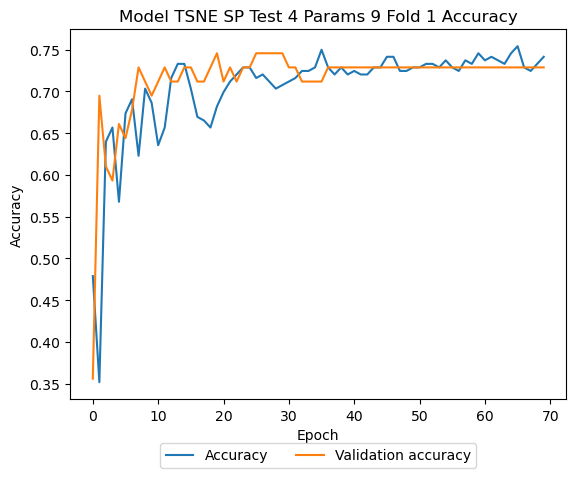 Model TSNE SP Test 4 Params 9 Fold 1 Accuracy
0.75
0.70
0.65
0.60
0.55
0.50
0.45
0.40
0.35
Accuracy
0 10 20 30 40 50 60 70
Epoch
Accuracy Validation accuracy